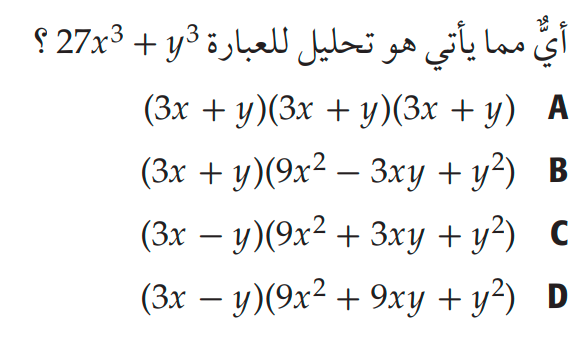 أيٌّ مما يأتي هو تحليل للعبارة 27x³ + y³ ؟
A (3x + y)(3x + y)(3x + y)
B (3x + y)(9x² − 3xy + y²)
C (3x − y)(9x² + 3xy + y²)
D (3x − y)(9x² + 9xy + y²)